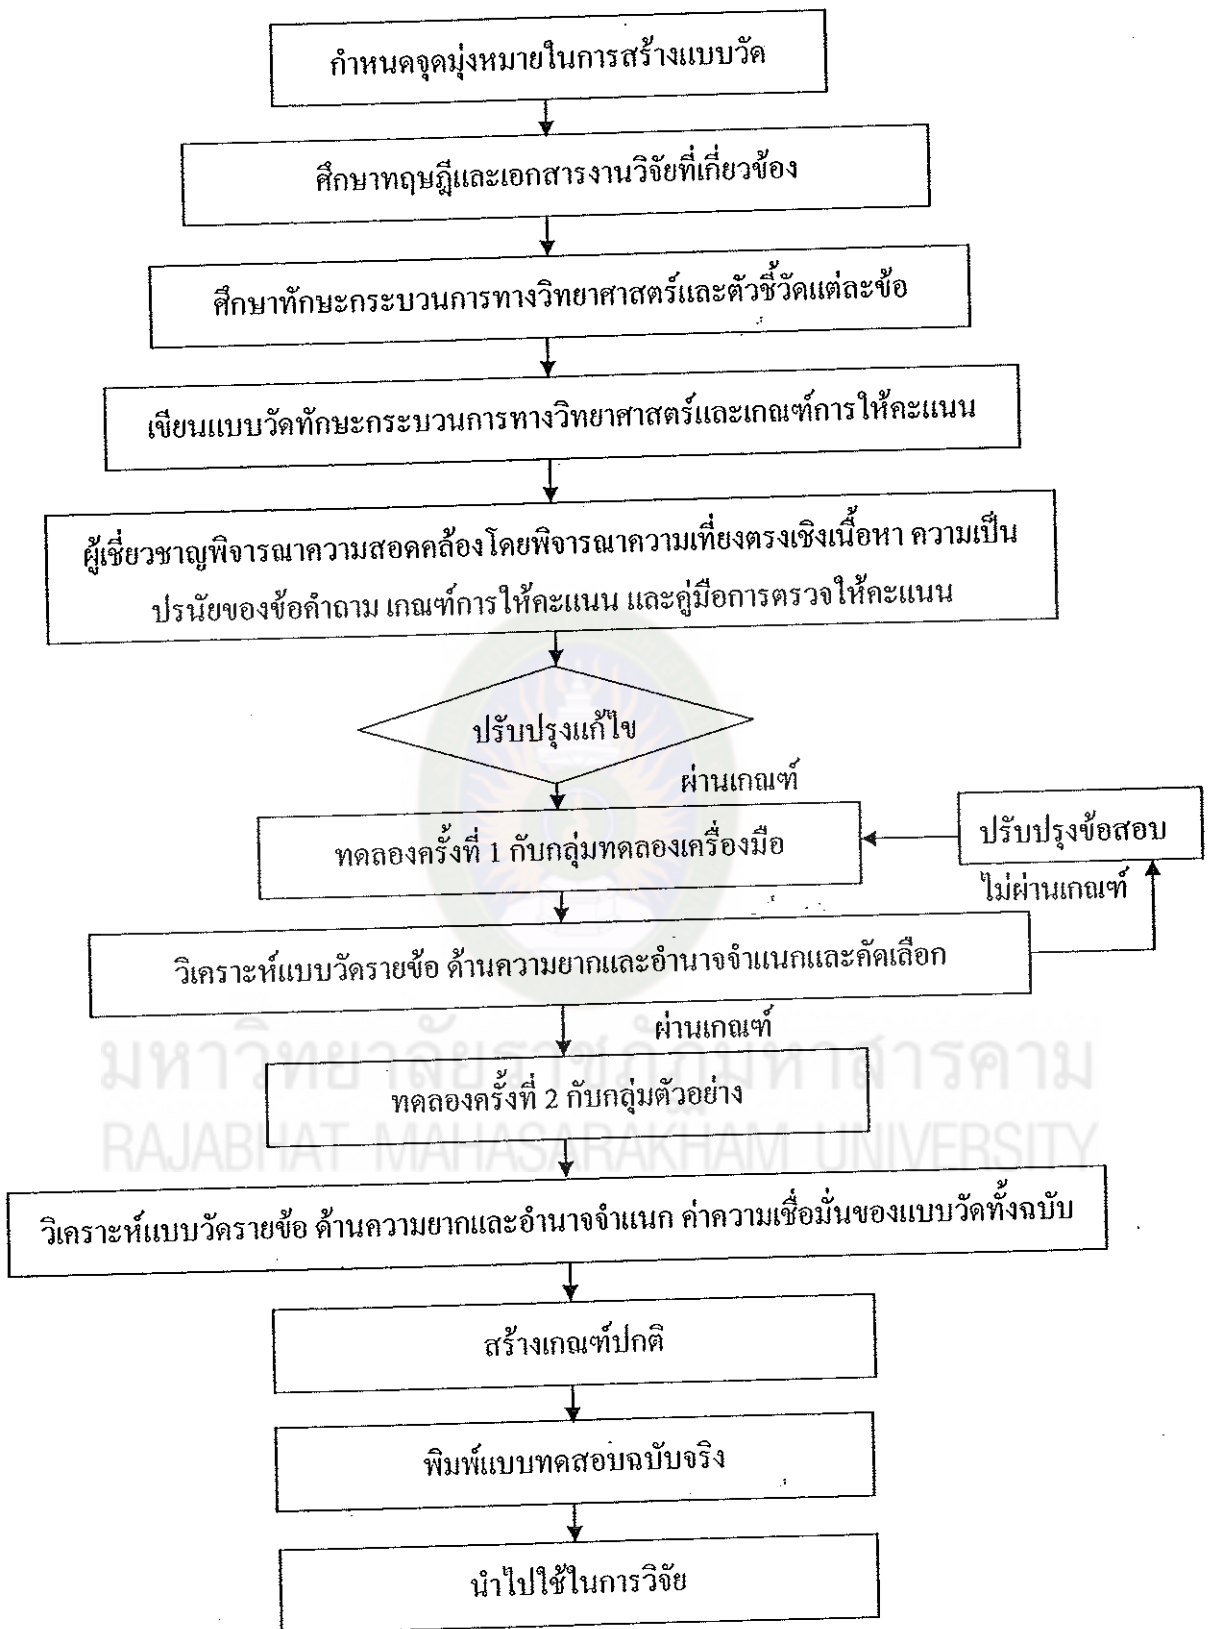 กำหนดจุดมุ่งหมายในการสร้างแบบวัด
ศึกษาทฤษฎีและเอกสารงานวิจัยที่เกี่ยวข้อง
ศึกษาทักษะกระบวนการทางวิทยาศาสตร์และตัวชี้วัดแต่ละข้อ
เขียนแบบวัดทักษะกระบวนการทางวิทยาศาสตร์และเกณฑ์การให้คะแนน
ผู้เชี่ยวชาญพิจารณาความสอดคล้องโดยพิจารณาความเที่ยงตรงเชิงเนื้อหา ความเป็น
ปรนัยของข้อคำถาม เกณฑ์การให้คะแนน และคู่มือการตรวจให้คะแนน
ปรับปรุงแก้ไข
ผ่านเกณฑ์
ทดลองครั้งที่ 1 กับกลุ่มทดลองเครื่องมือ
ปรับปรุงข้อสอบ
ไม่ผ่านเกณฑ์
วิเคราะห์แบบวัดรายข้อ ด้านความยากและอำนาจจำแนกและคัดเลือก
ผ่านเกณฑ์
มหาวิทยาลัยราชภัฏมหาสารคาม
ทดลองครั้งที่ 2 กับกลุ่มตัวอย่าง
RAJABHAT MAHASARAKHAM UNIVERSITY
วิเคราะห์แบบวัดรายข้อ ด้านความยากและอำนาจจำแนก ค่าความเชื่อมั่นของแบบวัดทั้งฉบับ
สร้างเกณฑ์ปกติ
พิมพ์แบบทดสอบฉบับจริง
นำไปใช้ในการวิจัย